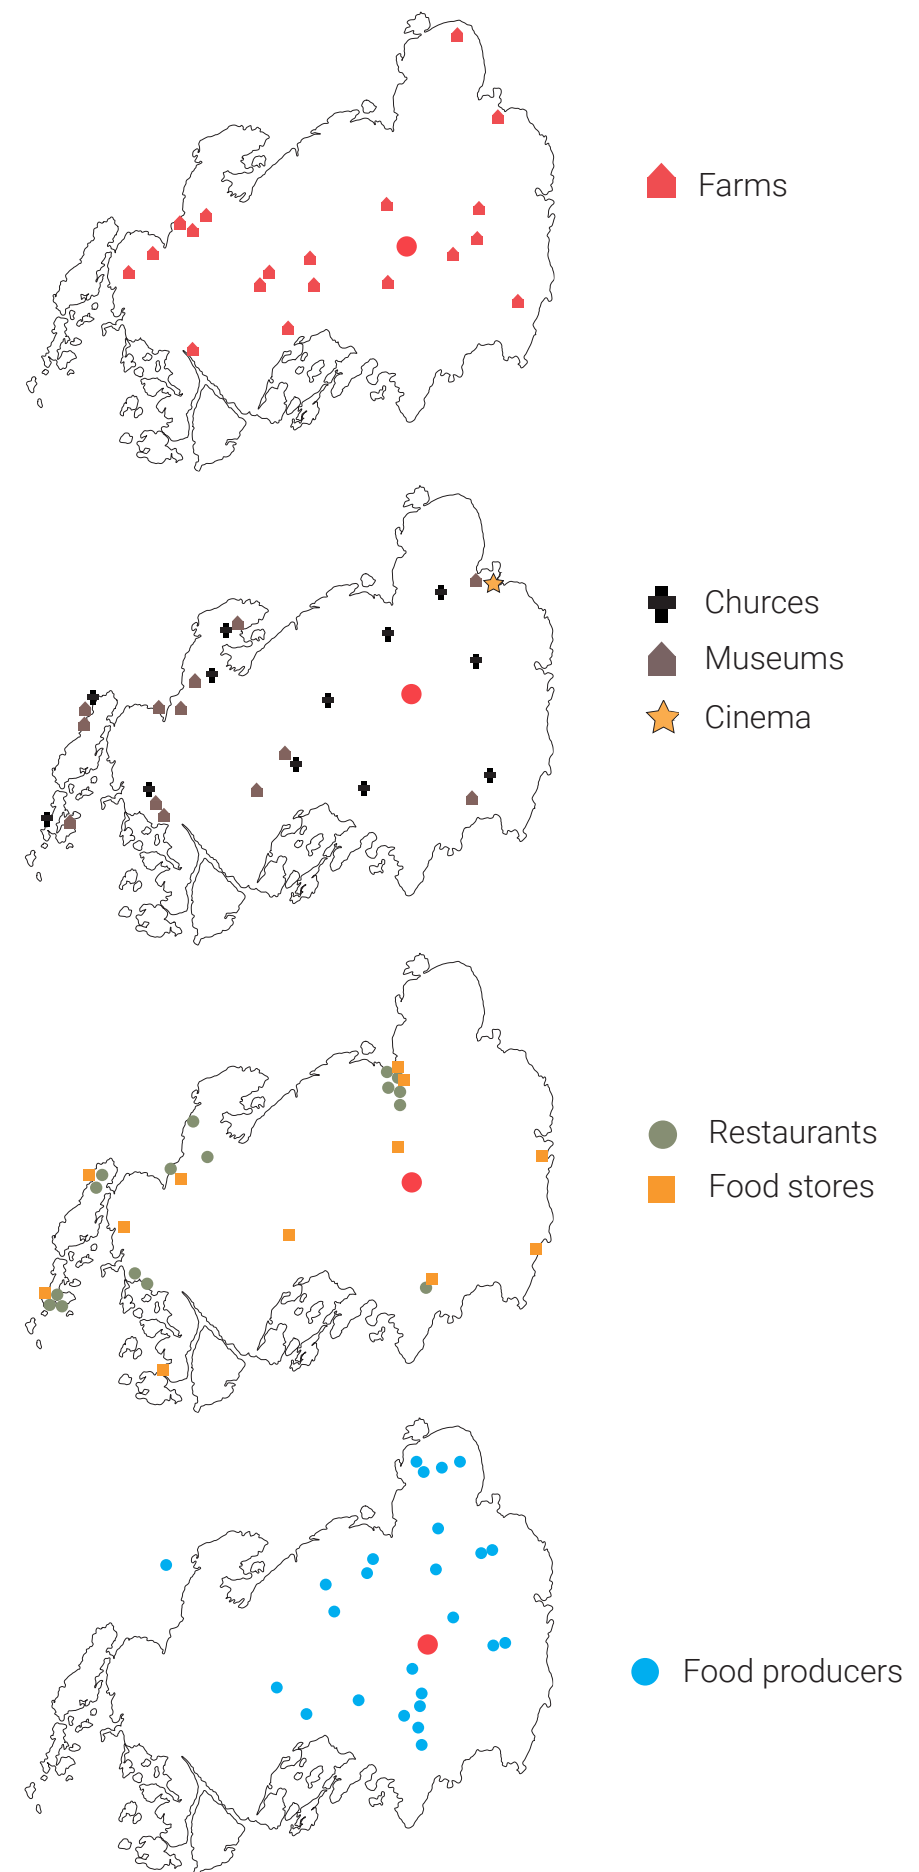 Farms
Churces
Museums
Cinema
Restaurants
Food stores
Food producers